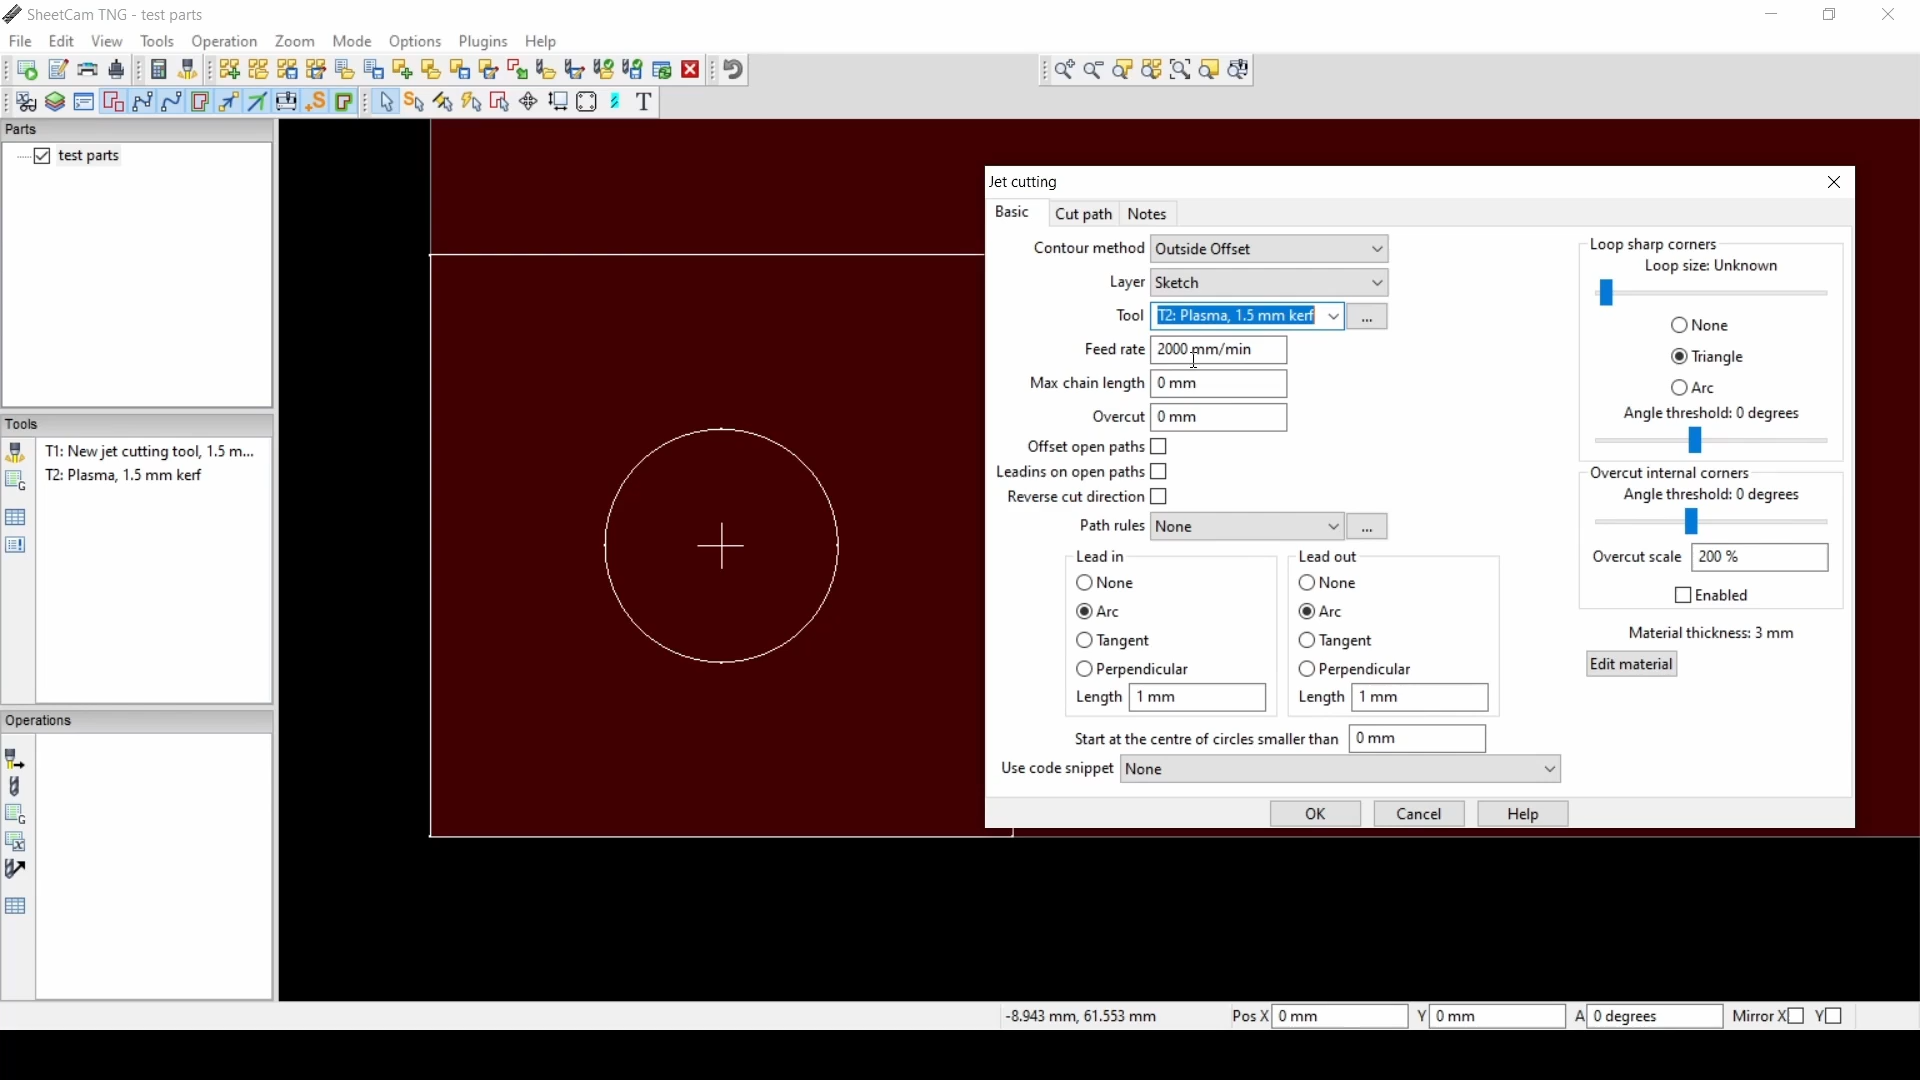 SheetCam TNG - test parts
File Edit View Tools Operation Zoom Mode Options Plugins Help
Parts
test parts
Tools
T1: New jet cutting tool, 1.5 m...
T2: Plasma, 1.5 mm kerf
Operations
Jet cutting
Basic Cut path Notes
Contour method Outside Offset
Layer Sketch
Tool T2: Plasma, 1.5 mm kerf ...
Feed rate 2000 mm/min
Max chain length 0 mm
Overcut 0 mm
Offset open paths
Leadins on open paths
Reverse cut direction
Path rules None ...
Lead in
None
Arc
Tangent
Perpendicular
Length 1 mm
Lead out
None
Arc
Tangent
Perpendicular
Length 1 mm
Start at the centre of circles smaller than 0 mm
Use code snippet None
Loop sharp corners
Loop size: Unknown
None
Triangle
Arc
Angle threshold: 0 degrees
Overcut internal corners
Angle threshold: 0 degrees
Overcut scale 200 %
Enabled
Material thickness: 3 mm
Edit material
OK Cancel Help
-8.943 mm, 61.553 mm Pos X 0 mm Y 0 mm A 0 degrees Mirror X Y